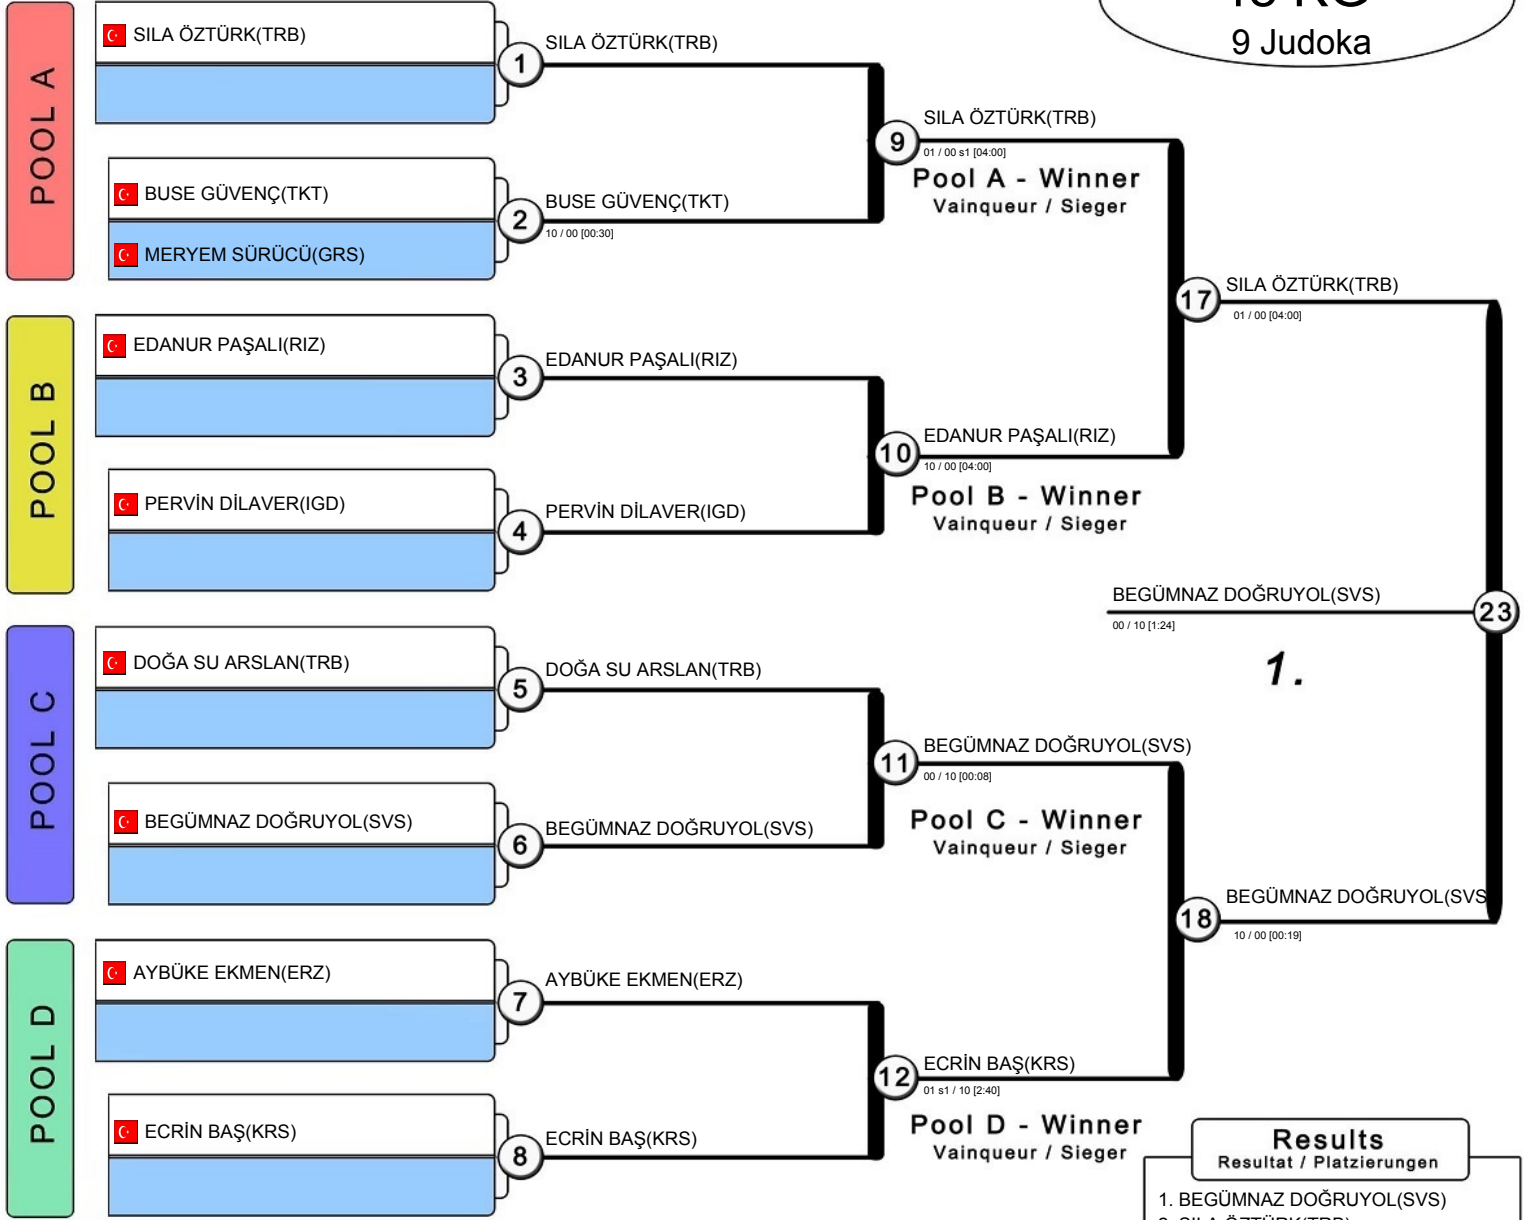 KG
9 Judoka
POOL A
SILA ÖZTÜRK(TRB)
1
SILA ÖZTÜRK(TRB)
BUSE GÜVENÇ(TKT)
MERYEM SÜRÜCÜ(GRS)
2
BUSE GÜVENÇ(TKT)
10 / 00 [00:30]
9
SILA ÖZTÜRK(TRB)
01 / 00 s1 [04:00]
Pool A - Winner
Vainqueur / Sieger
POOL B
EDANUR PAŞALI(RIZ)
3
EDANUR PAŞALI(RIZ)
PERVİN DİLAVER(IGD)
4
PERVİN DİLAVER(IGD)
10
EDANUR PAŞALI(RIZ)
10 / 00 [04:00]
Pool B - Winner
Vainqueur / Sieger
17
SILA ÖZTÜRK(TRB)
01 / 00 [04:00]
POOL C
DOĞA SU ARSLAN(TRB)
5
DOĞA SU ARSLAN(TRB)
BEGÜMNAZ DOĞRUYOL(SVS)
6
BEGÜMNAZ DOĞRUYOL(SVS)
11
BEGÜMNAZ DOĞRUYOL(SVS)
00 / 10 [00:08]
Pool C - Winner
Vainqueur / Sieger
POOL D
AYBÜKE EKMEN(ERZ)
7
AYBÜKE EKMEN(ERZ)
ECRİN BAŞ(KRS)
8
ECRİN BAŞ(KRS)
12
ECRİN BAŞ(KRS)
01 s1 / 10 [2:40]
Pool D - Winner
Vainqueur / Sieger
18
BEGÜMNAZ DOĞRUYOL(SVS
10 / 00 [00:19]
BEGÜMNAZ DOĞRUYOL(SVS)
00 / 10 [1:24]
23
1.
Results
Resultat / Platzierungen
1. BEGÜMNAZ DOĞRUYOL(SVS)
2. SILA ÖZTÜRK(TRB)